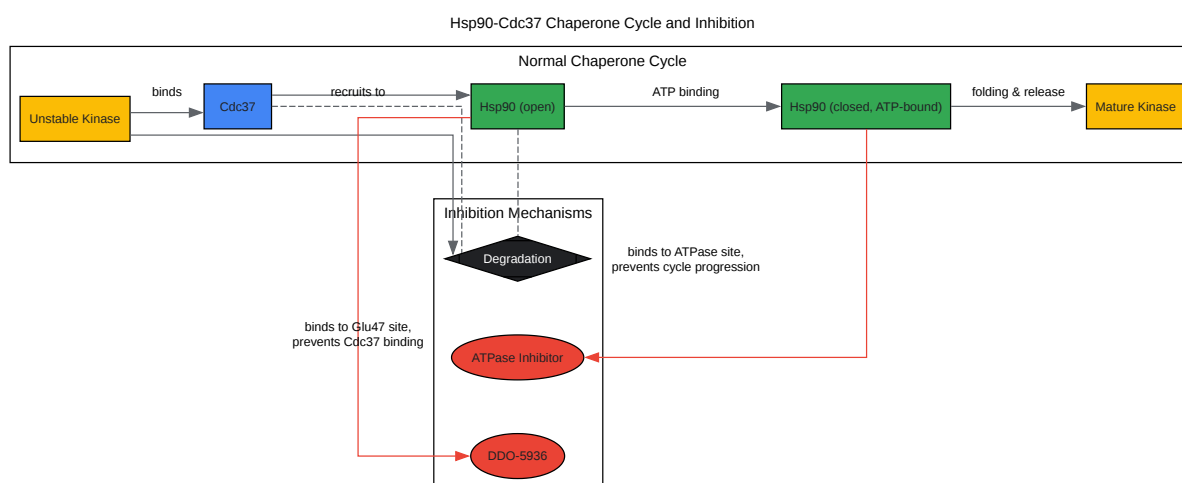 Hsp90-Cdc37 Chaperone Cycle and Inhibition
Normal Chaperone Cycle
Unstable Kinase
binds
Cdc37
recruits to
Hsp90 (open)
ATP binding
Hsp90 (closed, ATP-bound)
folding & release
Mature Kinase
Inhibition Mechanisms
Degradation
binds to ATPase site,
prevents cycle progression
binds to Glu47 site,
prevents Cdc37 binding
ATPase Inhibitor
DDO-5936